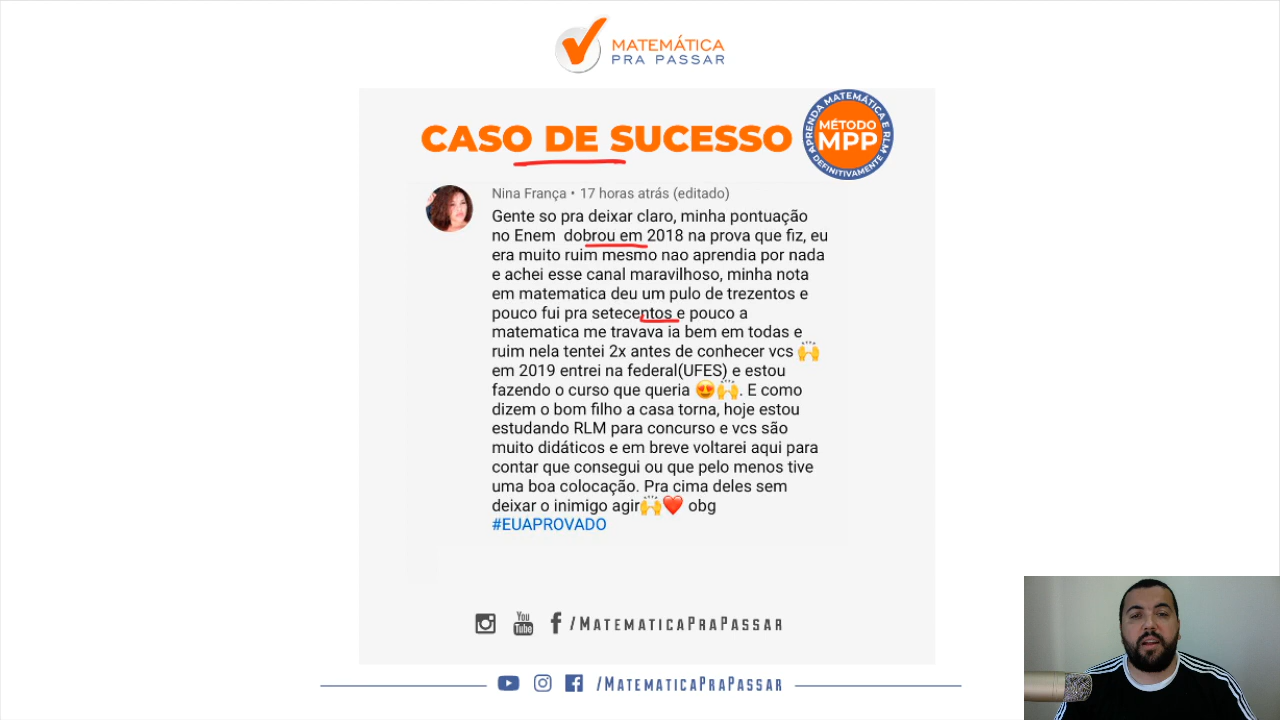 MATEMÁTICA
PRA PASSAR
CASO DE SUCESSO
APRENDA MATEMÁTICA E RLM
MÉTODO
MPP
DEFINITIVAMENTE
Nina França • 17 horas atrás (editado)
Gente so pra deixar claro, minha pontuação
no Enem dobrou em 2018 na prova que fiz, eu
era muito ruim mesmo nao aprendia por nada
e achei esse canal maravilhoso, minha nota
em matematica deu um pulo de trezentos e
pouco fui pra setecentos e pouco a
matematica me travava ia bem em todas e
ruim nela tentei 2x antes de conhecer vcs 🙌
em 2019 entrei na federal(UFES) e estou
fazendo o curso que queria 😍🙌. E como
dizem o bom filho a casa torna, hoje estou
estudando RLM para concurso e vcs são
muito didáticos e em breve voltarei aqui para
contar que consegui ou que pelo menos tive
uma boa colocação. Pra cima deles sem
deixar o inimigo agir🙌❤️ obg
#EUAPROVADO
You
Tube
/MATEMATICAPRAPASSAR
/MATEMATICAPRAPASSAR